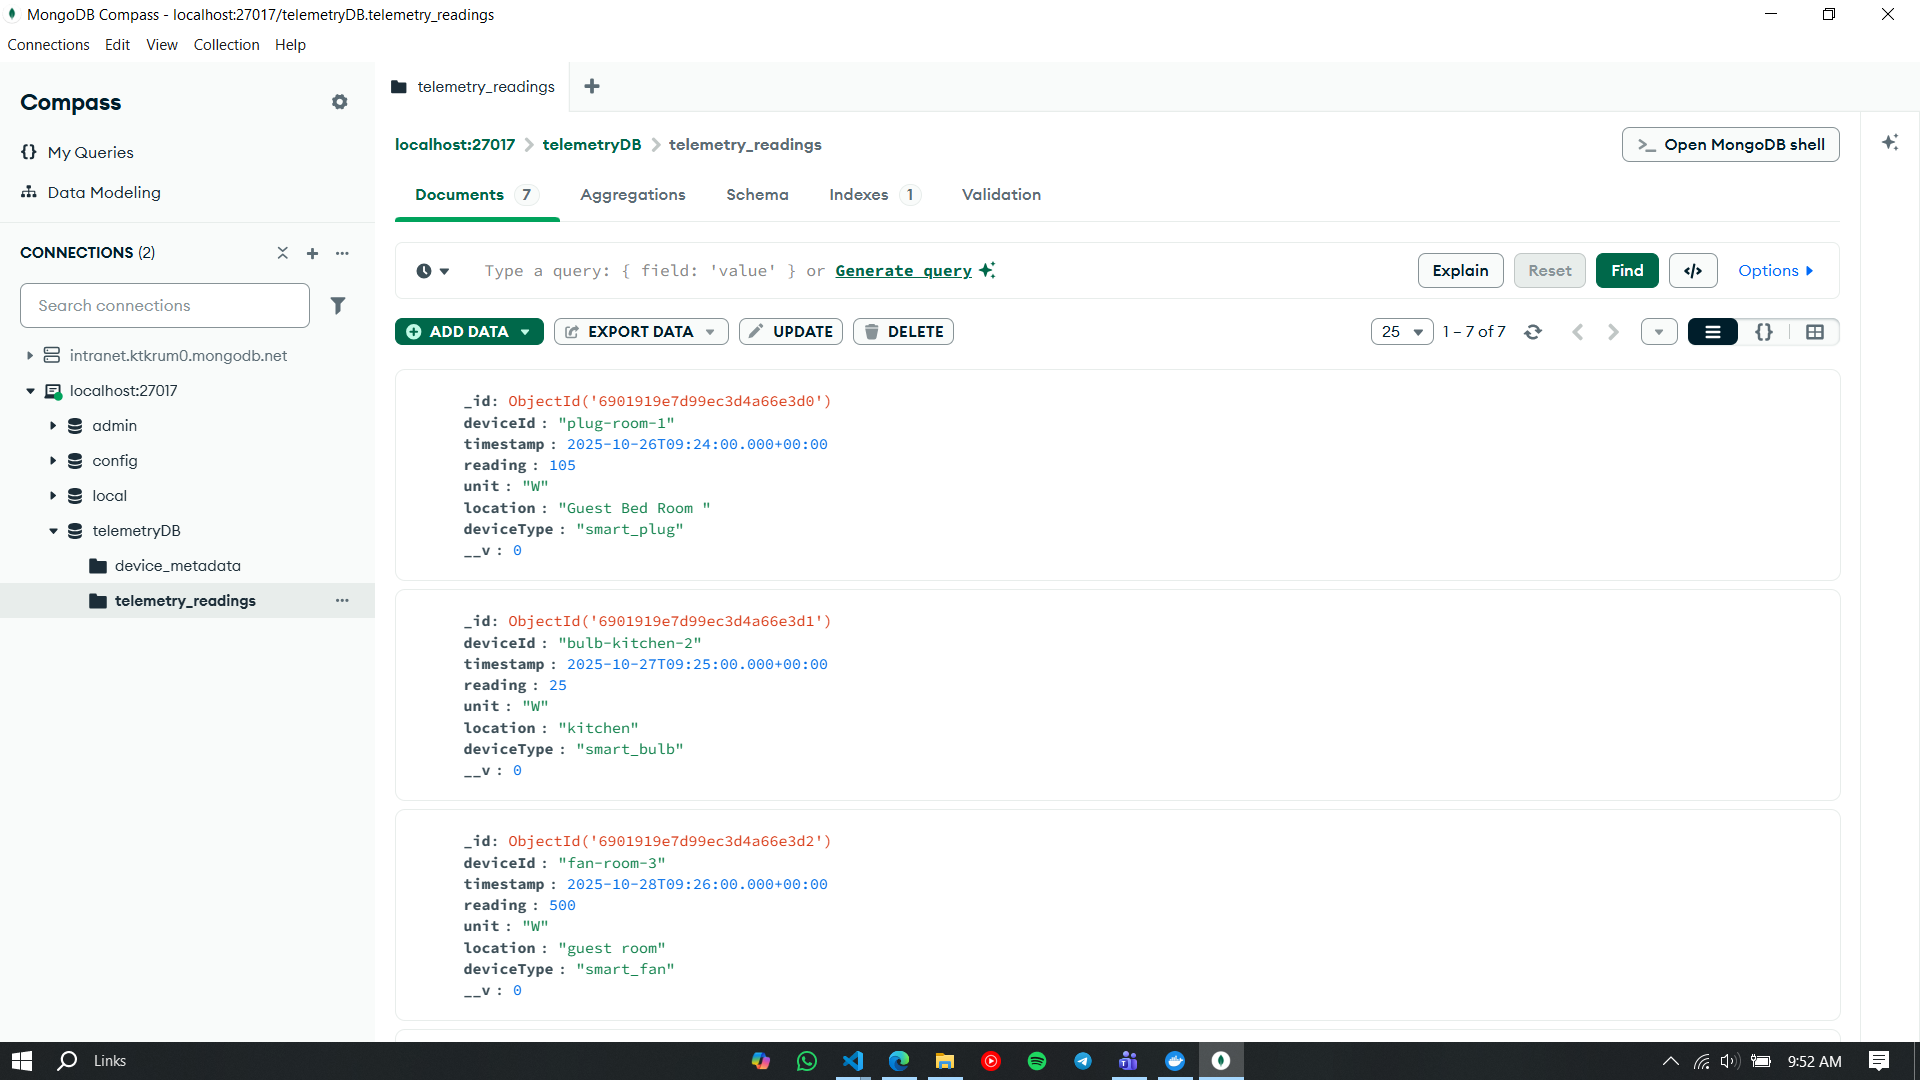 MongoDB Compass - localhost:27017/telemetryDB.telemetry_readings
Connections Edit View Collection Help
Compass
My Queries
Data Modeling
CONNECTIONS (2)
Search connections
intranet.ktkrum0.mongodb.net
localhost:27017
admin
config
local
telemetryDB
device_metadata
telemetry_readings
telemetry_readings
localhost:27017 > telemetryDB > telemetry_readings
>_ Open MongoDB shell
Documents 7 Aggregations Schema Indexes 1 Validation
Type a query: { field: 'value' } or Generate query
Explain Reset Find </> Options
ADD DATA EXPORT DATA UPDATE DELETE
25 1 – 7 of 7 {}
_id: ObjectId('6901919e7d99ec3d4a66e3d0')
deviceId : "plug-room-1"
timestamp : 2025-10-26T09:24:00.000+00:00
reading : 105
unit : "W"
location : "Guest Bed Room "
deviceType : "smart_plug"
__v : 0
_id: ObjectId('6901919e7d99ec3d4a66e3d1')
deviceId : "bulb-kitchen-2"
timestamp : 2025-10-27T09:25:00.000+00:00
reading : 25
unit : "W"
location : "kitchen"
deviceType : "smart_bulb"
__v : 0
_id: ObjectId('6901919e7d99ec3d4a66e3d2')
deviceId : "fan-room-3"
timestamp : 2025-10-28T09:26:00.000+00:00
reading : 500
unit : "W"
location : "guest room"
deviceType : "smart_fan"
__v : 0
Links
9:52 AM